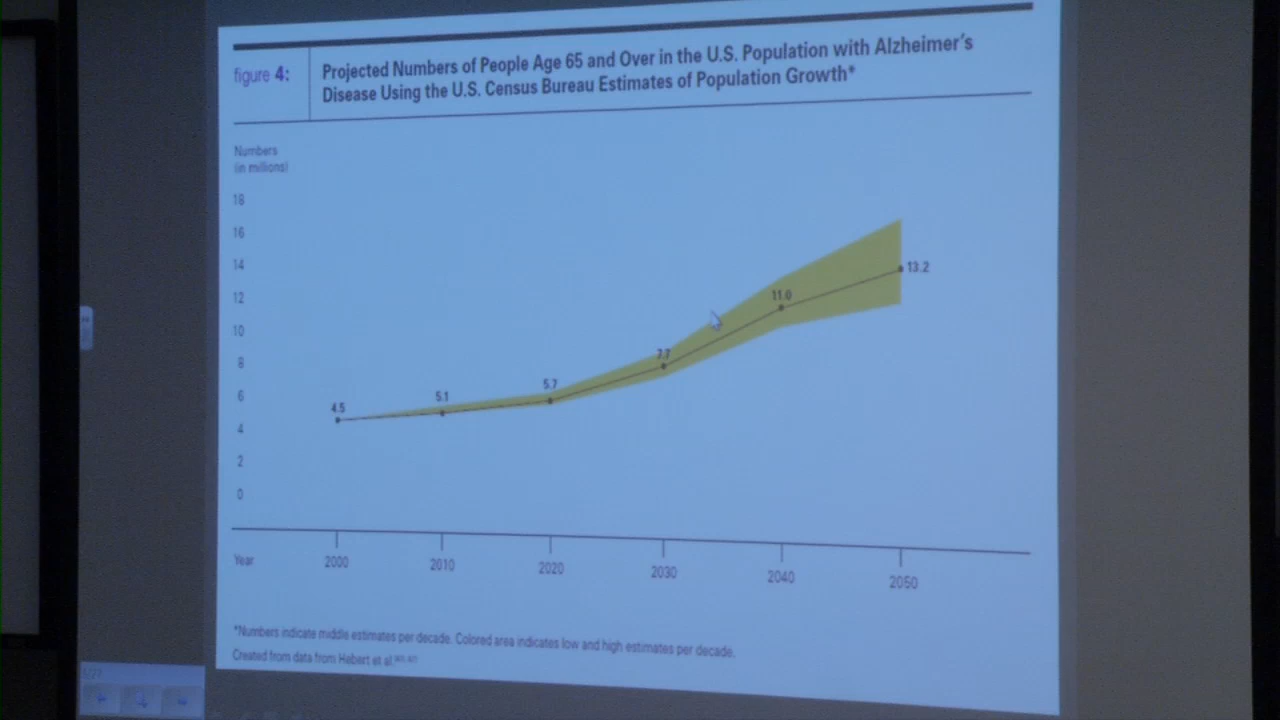 figure 4:
Projected Numbers of People Age 65 and Over in the U.S. Population with Alzheimer's
Disease Using the U.S. Census Bureau Estimates of Population Growth*
Numbers
(in millions)
18
16
14
12
10
8
6
4
2
0
4.5
5.1
5.7
7.7
11.0
13.2
Year
2000
2010
2020
2030
2040
2050
*Numbers indicate middle estimates per decade. Colored area indicates low and high estimates per decade.
Created from data from Hebert et al.